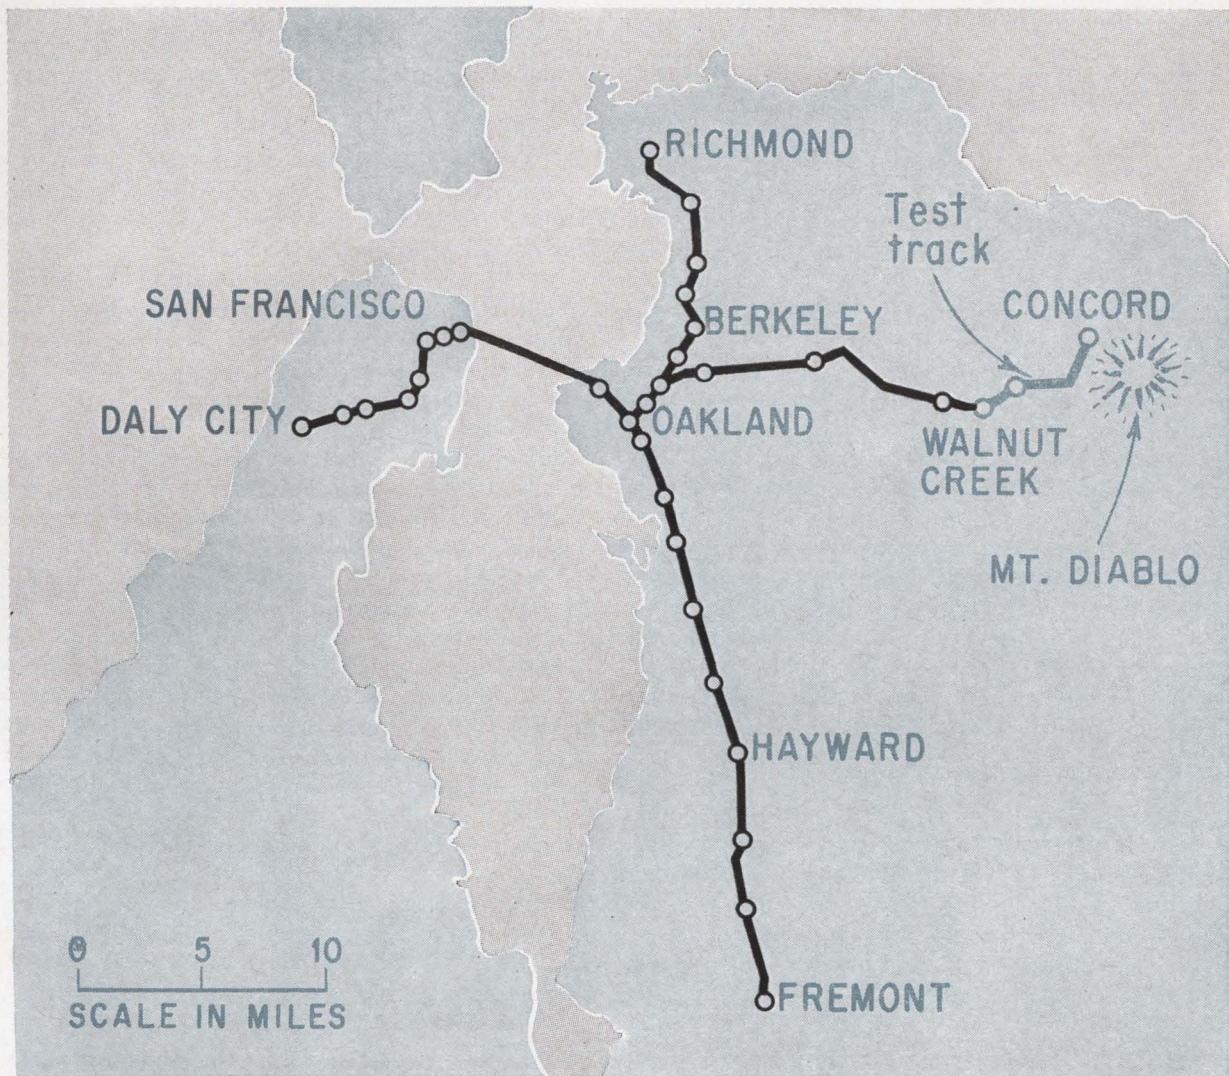 RICHMOND
Test
track
SAN FRANCISCO
BERKELEY
CONCORD
DALY CITY
OAKLAND
WALNUT
CREEK
MT. DIABLO
HAYWARD
0 5 10
SCALE IN MILES
FREMONT